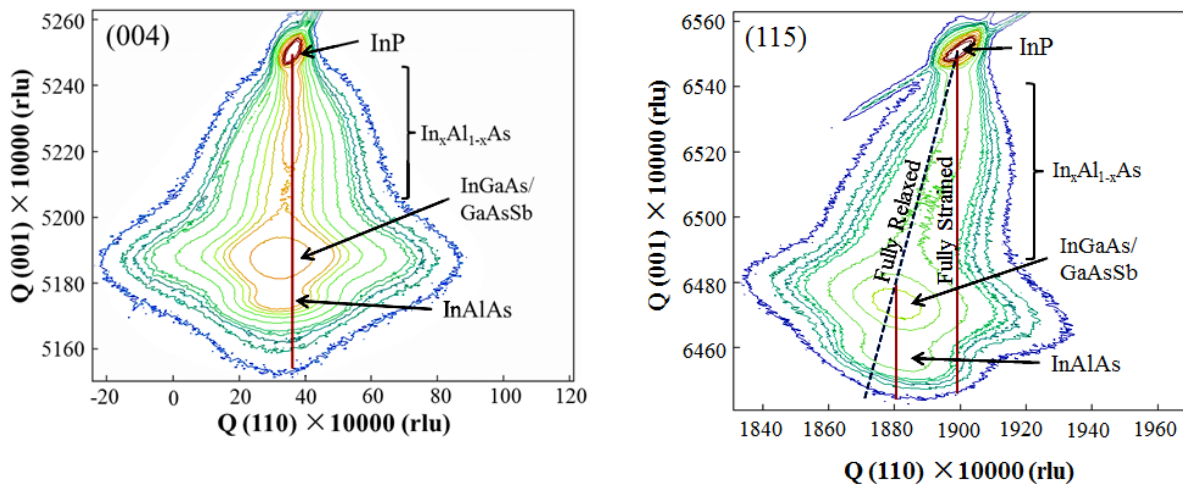 (004)
5260
5240
5220
5200
5180
5160
Q (001) ×10000 (rlu)
-20
0
20
40
60
80
100
120
Q (110) ×10000 (rlu)
InP
InₓAl₁₋ₓAs
InGaAs/
GaAsSb
InAlAs
(115)
6560
6540
6520
6500
6480
6460
Q (001) ×10000 (rlu)
1840
1860
1880
1900
1920
1940
1960
Q (110) ×10000 (rlu)
InP
InₓAl₁₋ₓAs
Fully Relaxed
Fully Strained
InGaAs/
GaAsSb
InAlAs